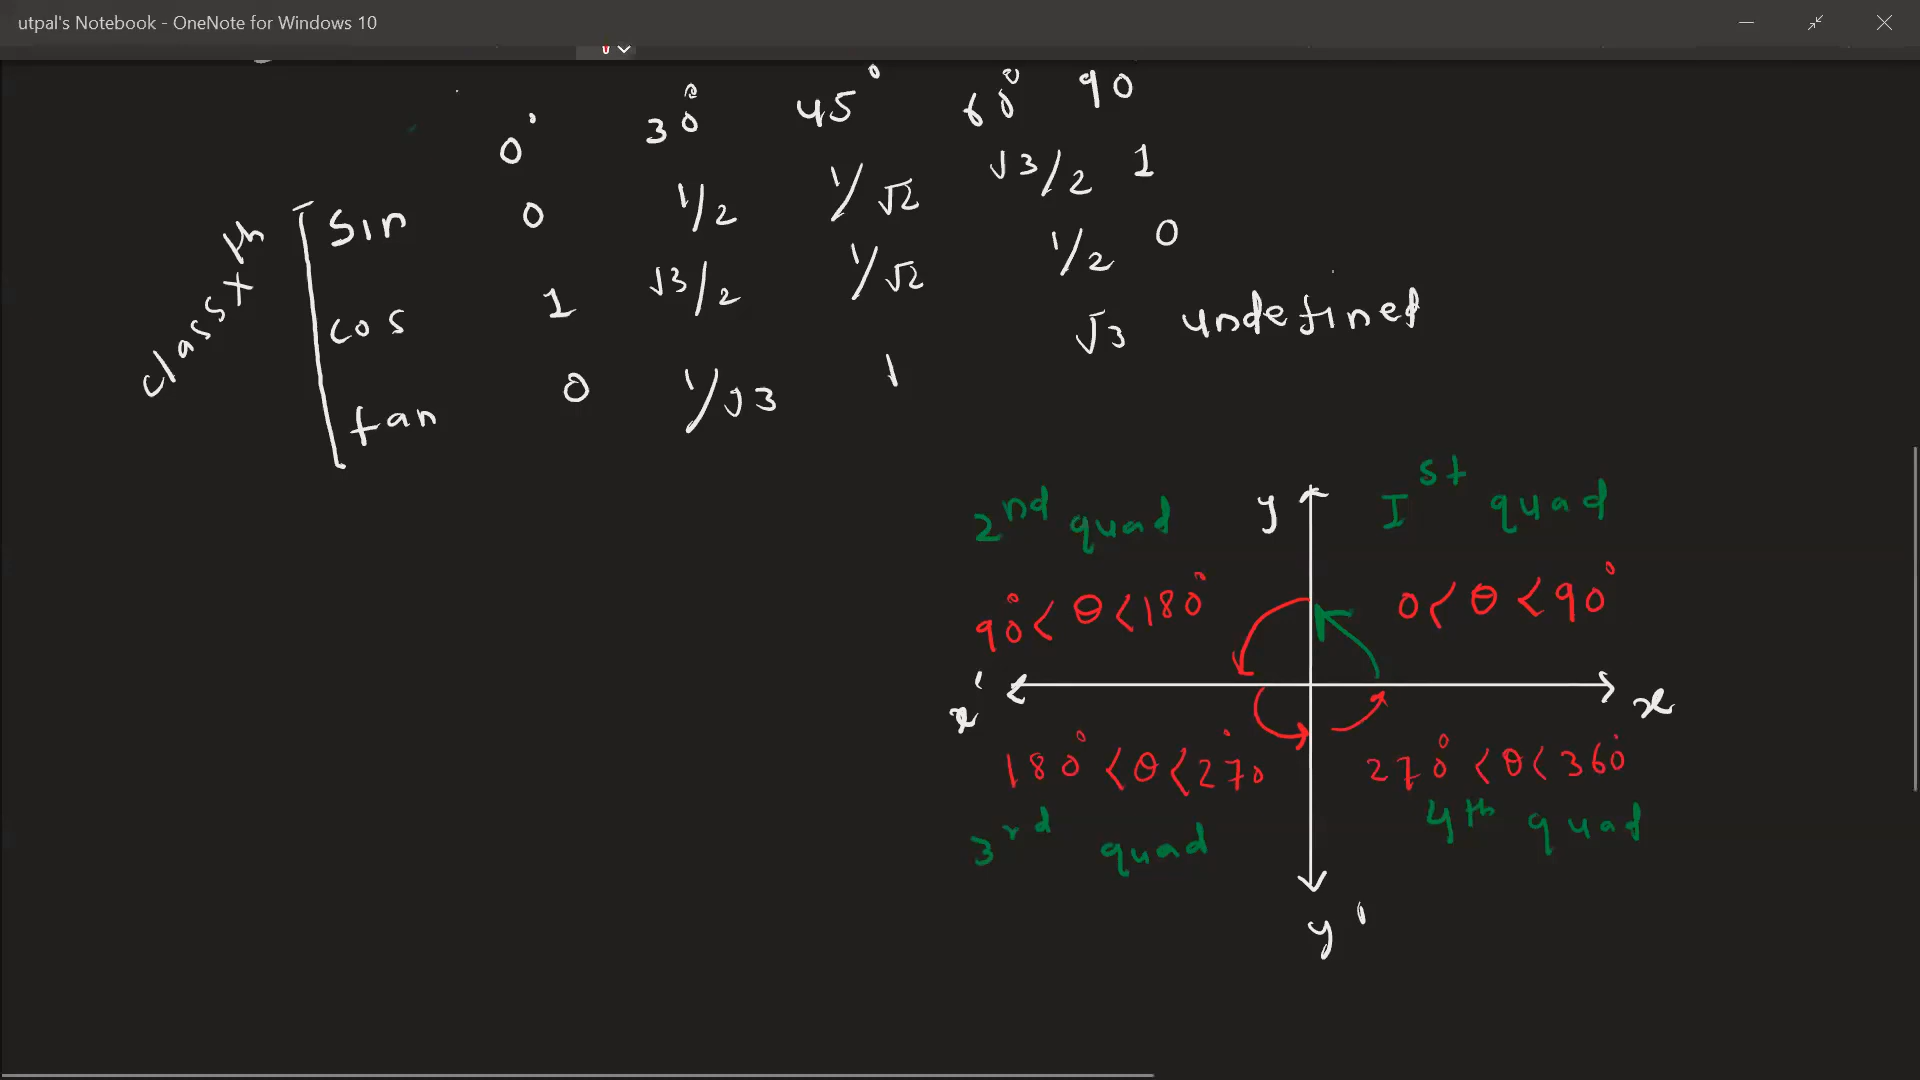 utpal's Notebook - OneNote for Windows 10
0° 30° 45° 60° 90
sin 0 1/2 1/√2 √3/2 1
cos 1 √3/2 1/√2 1/2 0
tan 0 1/√3 1 √3 undefined
class Xth
2nd quad y Ist quad
90° < θ < 180° 0 < θ < 90°
x' x
180° < θ < 270° 270° < θ < 360°
3rd quad 4th quad
y'